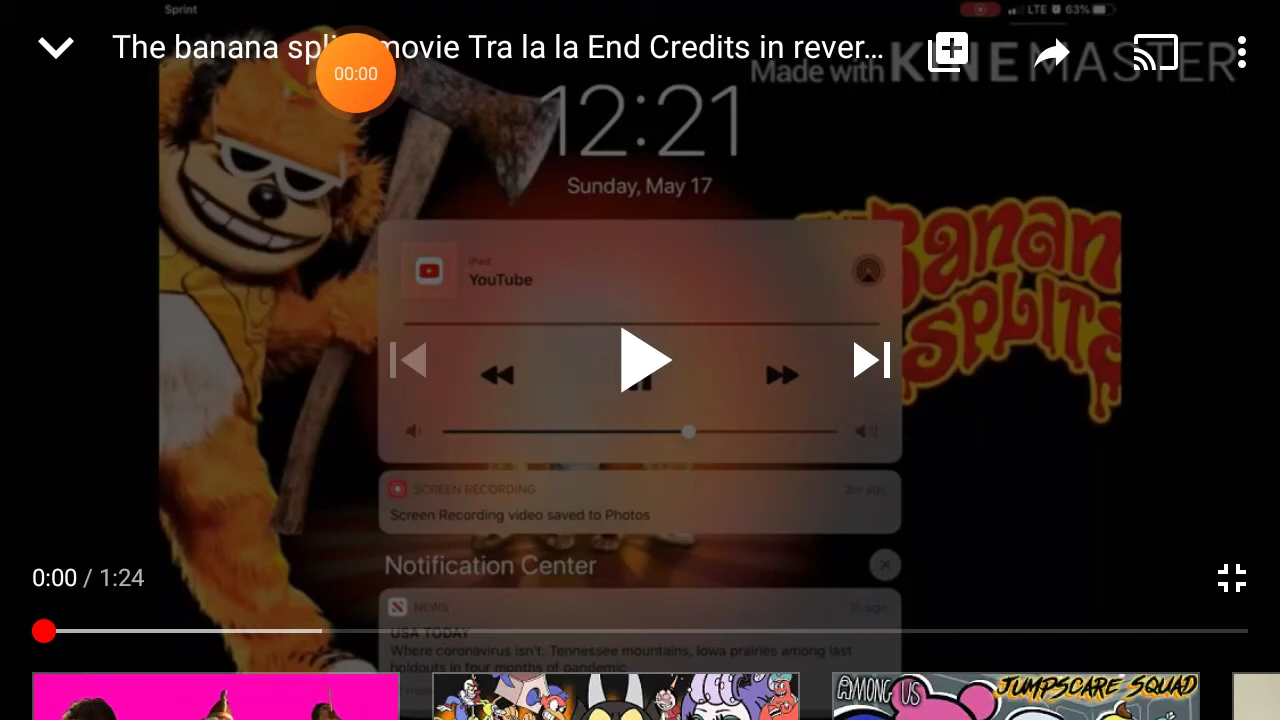 Sprint
LTE 63%
The banana spli movie Tra la la End Credits in rever...
00:00
Made with KINEMASTER
12:21
Sunday, May 17
iPad
YouTube
Banan
SPLITS
SCREEN RECORDING 2m ago
Screen Recording video saved to Photos
Notification Center
NEWS 1h ago
USA TODAY
Where coronavirus isn't: Tennessee mountains, Iowa prairies among last
holdouts in four months of pandemic
0:00 / 1:24
AMONG US JUMPSCARE SQUAD